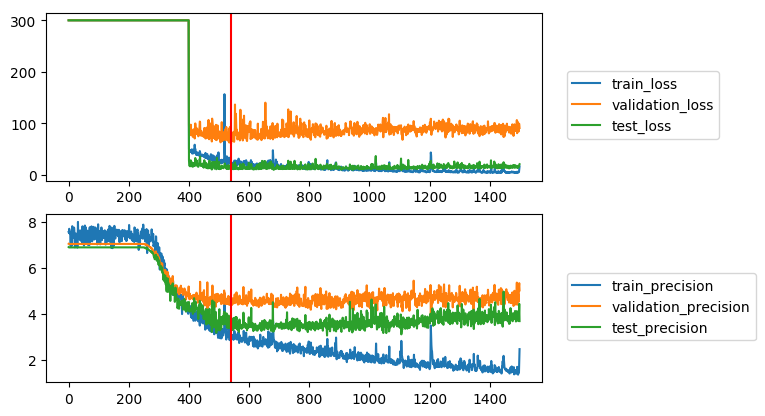 300
200
100
0
0 200 400 600 800 1000 1200 1400
train_loss
validation_loss
test_loss
8
6
4
2
0 200 400 600 800 1000 1200 1400
train_precision
validation_precision
test_precision